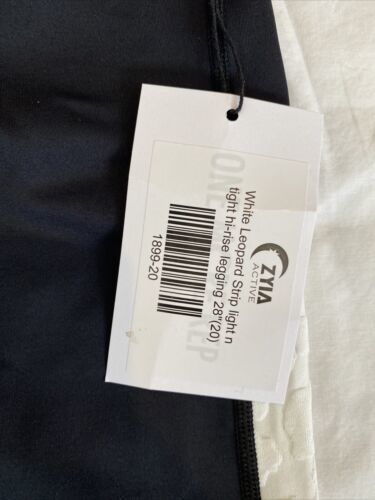 ZYIA
ACTIVE
White Leopard Strip light n
tight hi-rise legging 28"(20)
1899-20